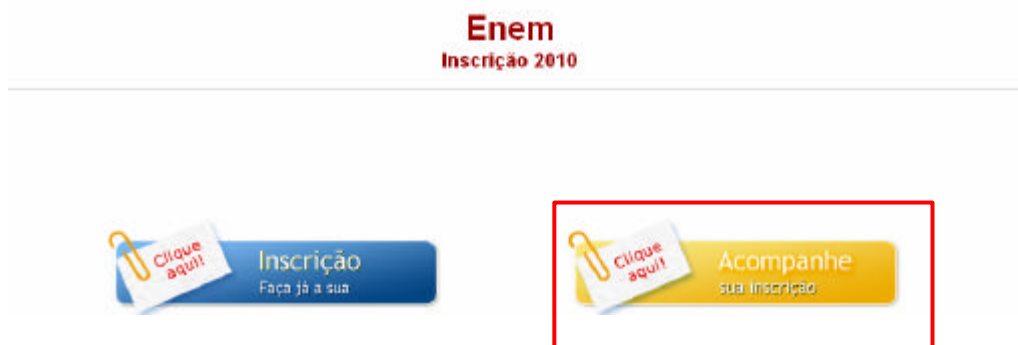 Enem
Inscrição 2010
Clique
aqui!
Inscrição
Faça já a sua
Clique
aqui!
Acompanhe
sua inscrição